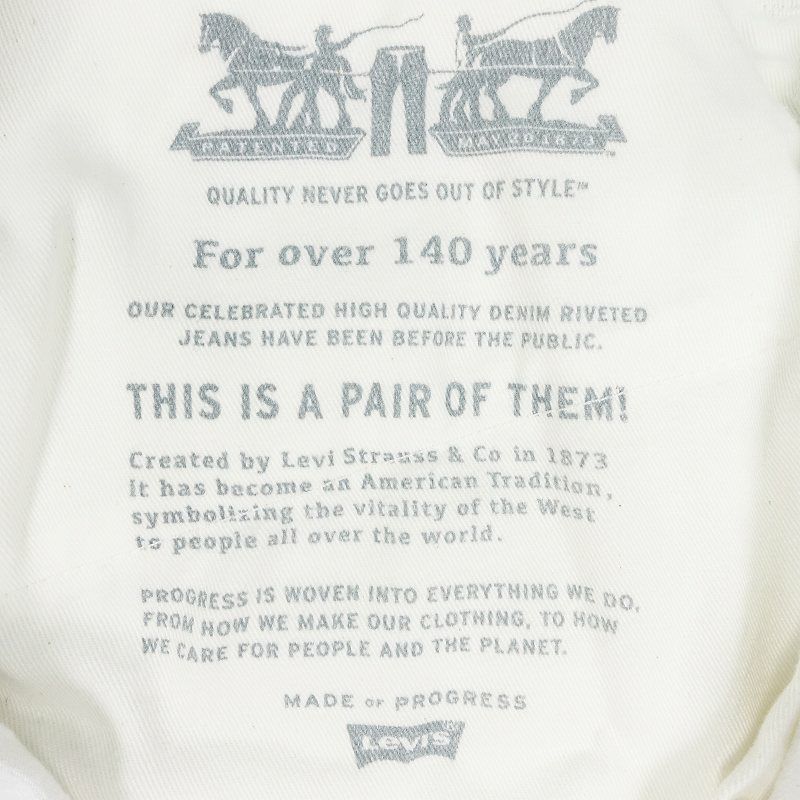 PATENTED
MAY 20 1873
QUALITY NEVER GOES OUT OF STYLE™
For over 140 years
OUR CELEBRATED HIGH QUALITY DENIM RIVETED
JEANS HAVE BEEN BEFORE THE PUBLIC.
THIS IS A PAIR OF THEM!
Created by Levi Strauss & Co in 1873
it has become an American Tradition,
symbolizing the vitality of the West
to people all over the world.
PROGRESS IS WOVEN INTO EVERYTHING WE DO,
FROM HOW WE MAKE OUR CLOTHING, TO HOW
WE CARE FOR PEOPLE AND THE PLANET.
MADE OF PROGRESS
Levi's®